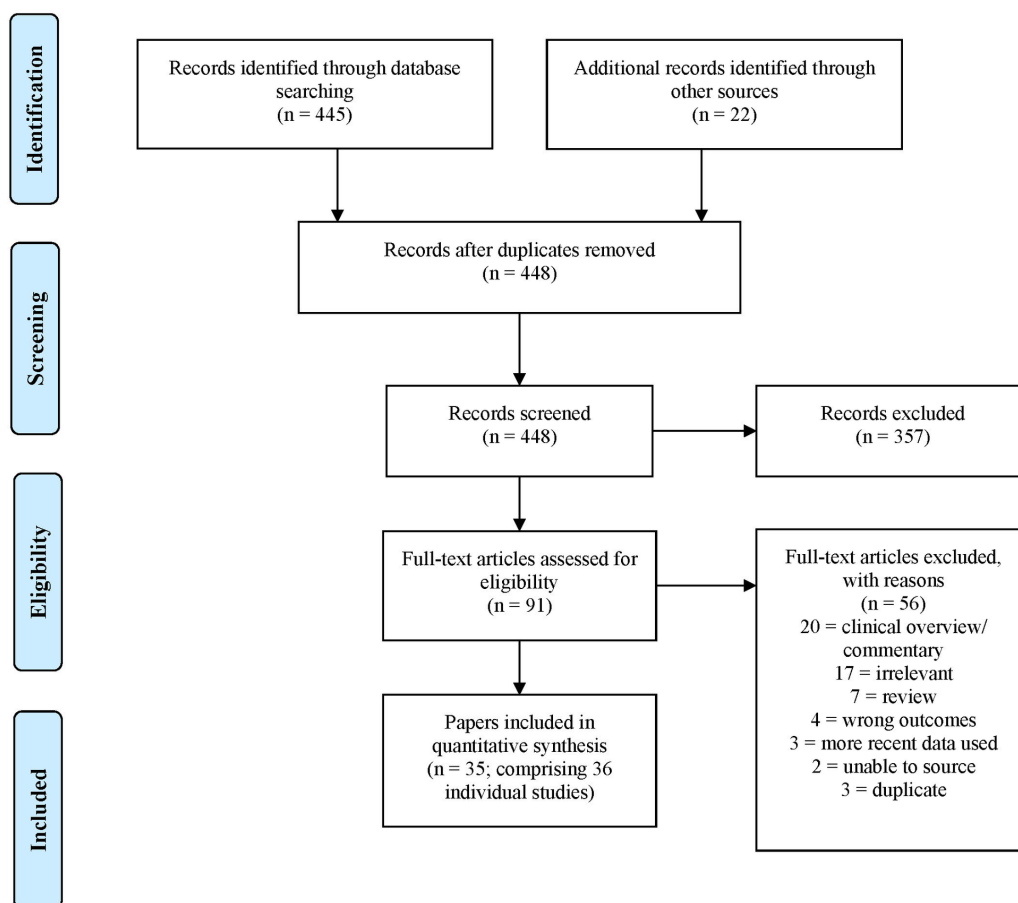 Identification
Records identified through database
searching
(n = 445)
Additional records identified through
other sources
(n = 22)
Screening
Records after duplicates removed
(n = 448)
Records screened
(n = 448)
Records excluded
(n = 357)
Eligibility
Full-text articles assessed for
eligibility
(n = 91)
Full-text articles excluded,
with reasons
(n = 56)
20 = clinical overview/
commentary
17 = irrelevant
7 = review
4 = wrong outcomes
3 = more recent data used
2 = unable to source
3 = duplicate
Included
Papers included in
quantitative synthesis
(n = 35; comprising 36
individual studies)